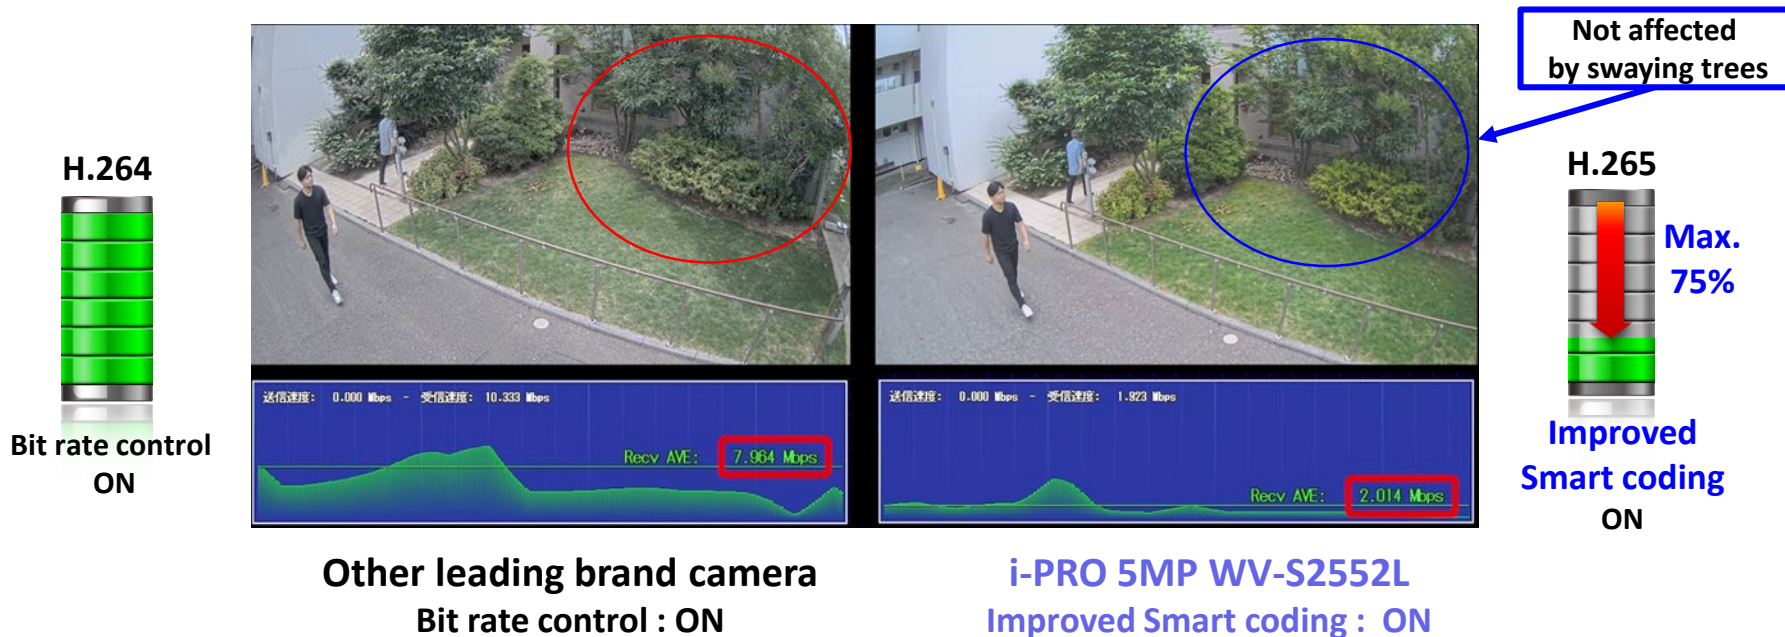 Not affected
by swaying trees
H.264
H.265
Max.
75%
送信速度: 0.000 Mbps - 受信速度: 10.333 Mbps
Recv AVE: 7.964 Mbps
送信速度: 0.000 Mbps - 受信速度: 1.923 Mbps
Recv AVE: 2.014 Mbps
Bit rate control
ON
Improved
Smart coding
ON
Other leading brand camera
Bit rate control : ON
i-PRO 5MP WV-S2552L
Improved Smart coding : ON